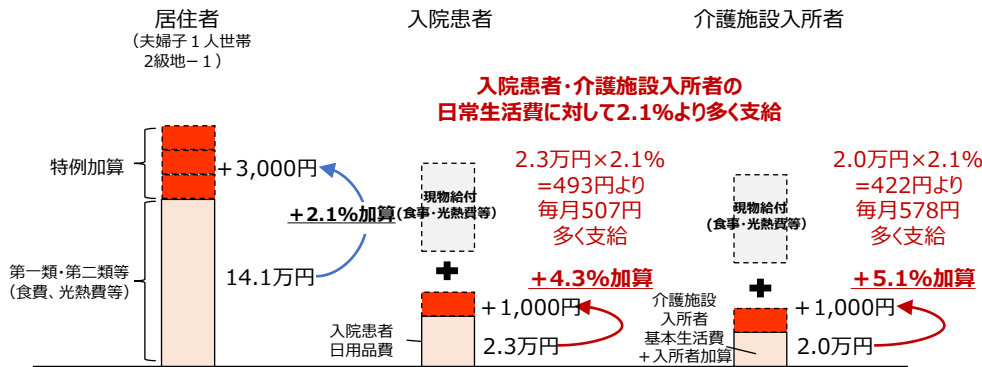 居住者
（夫婦子１人世帯
2級地－１）
入院患者
介護施設入所者
入院患者・介護施設入所者の
日常生活費に対して2.1%より多く支給
特例加算
+3,000円
+2.1%加算
14.1万円
第一類・第二類等
（食費、光熱費等）
現物給付
(食事・光熱費等)
2.3万円×2.1%
=493円より
毎月507円
多く支給
+4.3%加算
+1,000円
入院患者
日用品費
2.3万円
現物給付
(食事・光熱費等)
2.0万円×2.1%
=422円より
毎月578円
多く支給
+5.1%加算
+1,000円
介護施設
入所者
基本生活費
＋入所者加算
2.0万円